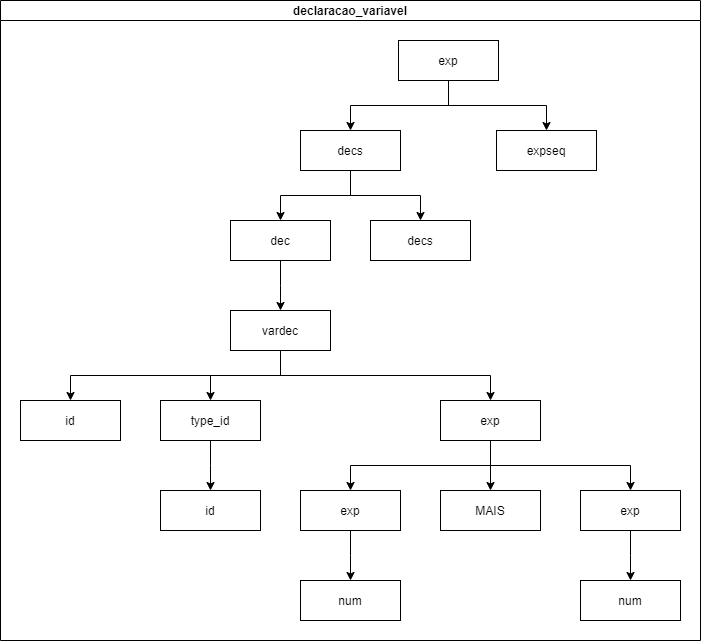 declaracao_variavel
exp
decs
expseq
dec
decs
vardec
id
type_id
exp
id
exp
MAIS
exp
num
num